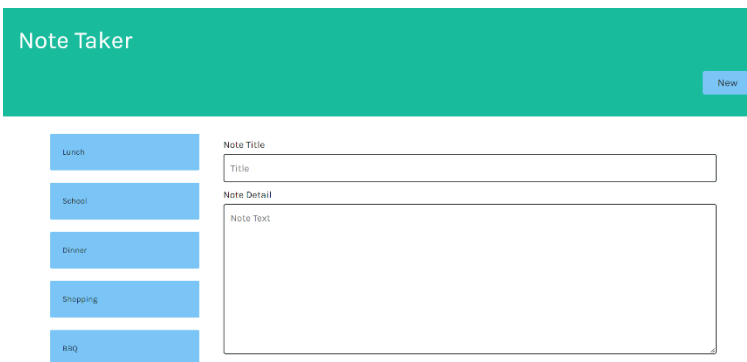 Note Taker
New
Lunch
School
Dinner
Shopping
BBQ
Note Title
Title
Note Detail
Note Text